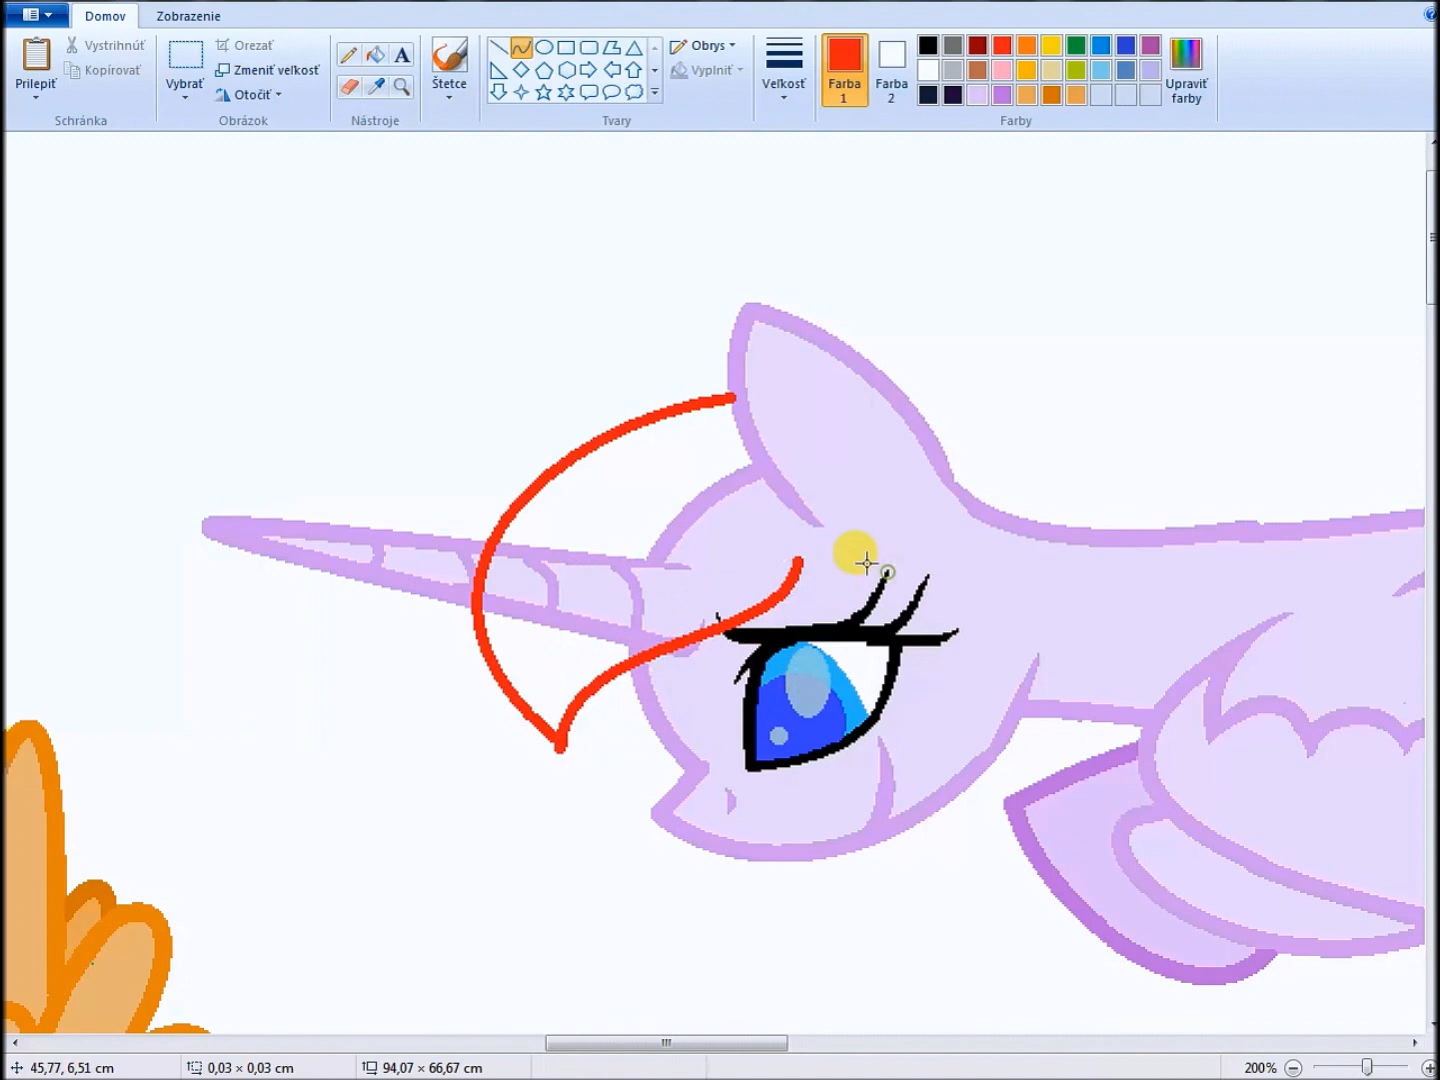 Domov Zobrazenie
Prilepiť
Vystrihnúť
Kopírovať
Schránka
Vybrať
Orezať
Zmeniť veľkosť
Otočiť
Obrázok
A
Nástroje
Štetce
Obrys
Vyplniť
Tvary
Veľkosť
Farba 1
Farba 2
Upraviť farby
Farby
45,77, 6,51 cm 0,03 × 0,03 cm 94,07 × 66,67 cm 200%